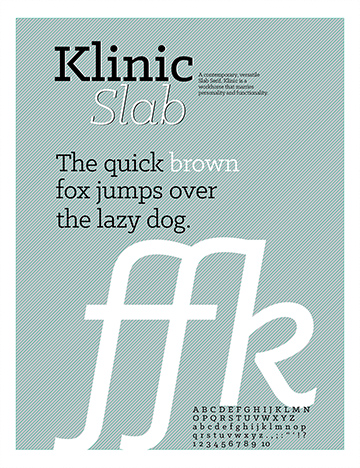 Klinic
Slab
A contemporary, versatile
Slab Serif, Klinic is a
workhorse that marries
personality and functionality.
The quick brown
fox jumps over
the lazy dog.
ffk
A B C D E F G H I J K L M N
O P Q R S T U V W X Y Z
a b c d e f g h i j k l m n o p
q r s t u v w x y z . , ; : “ ’ ! ?
1 2 3 4 5 6 7 8 9 10